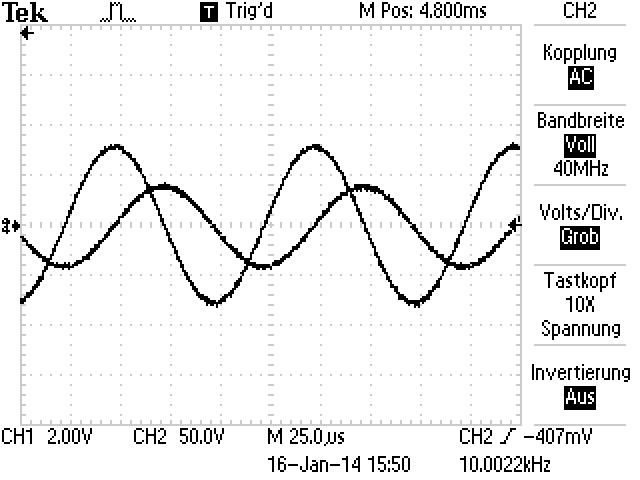 Tek T Trig'd M Pos: 4.800ms CH2
Kopplung
AC
Bandbreite
Voll
40MHz
Volts/Div.
Grob
Tastkopf
10X
Spannung
Invertierung
Aus
CH1 2.00V CH2 50.0V M 25.0µs CH2 -407mV
16-Jan-14 15:50 10.0022kHz